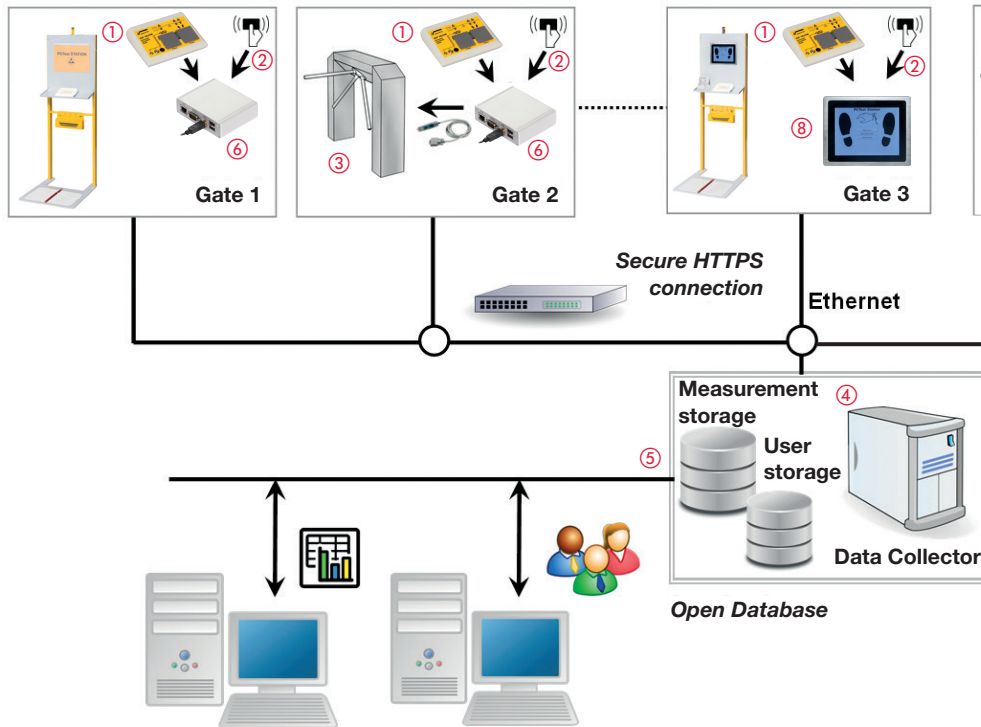 ① ②
⑥
Gate 1
① ②
③ ⑥
Gate 2
① ②
⑧
Gate 3
Secure HTTPS
connection
Ethernet
Measurement
storage
④
User
storage
⑤
Data Collector
Open Database